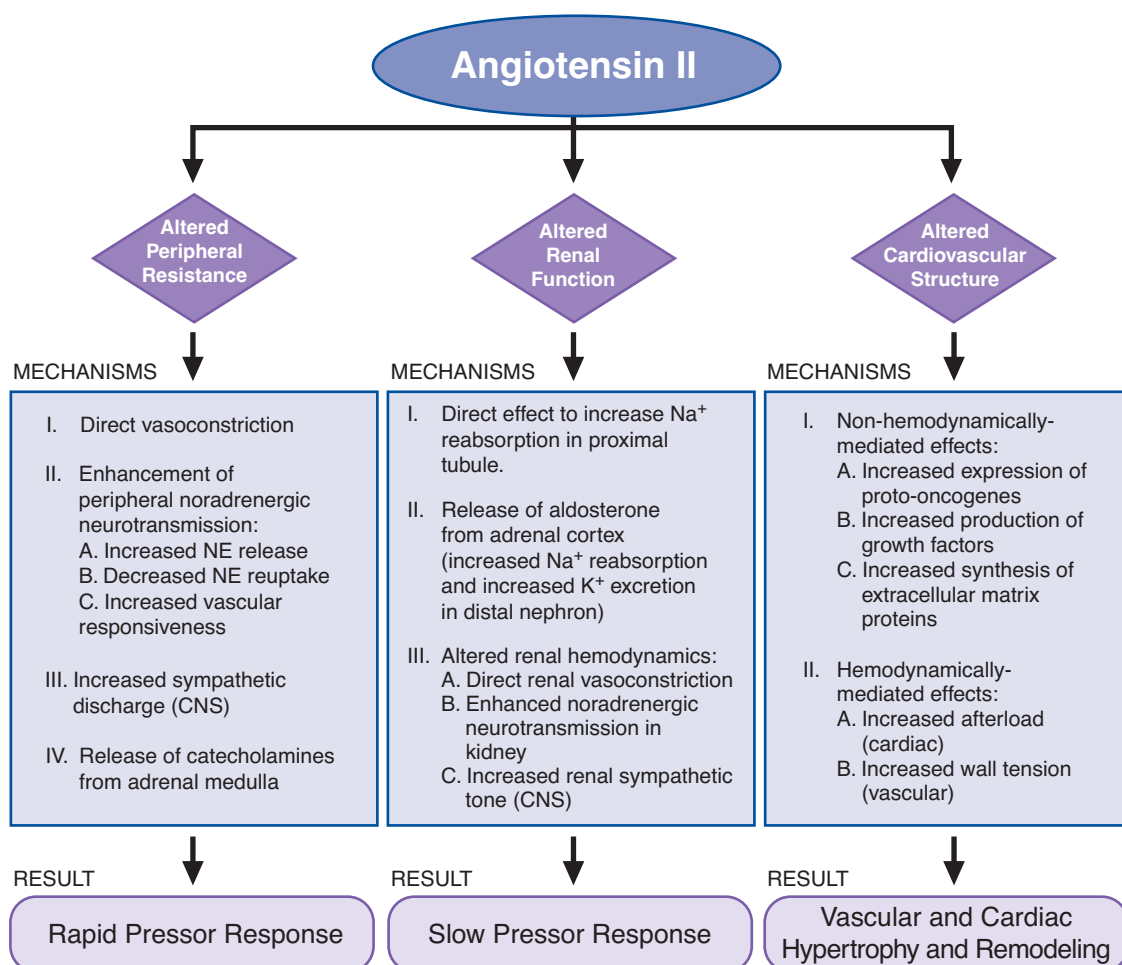 Angiotensin II
Altered
Peripheral
Resistance
MECHANISMS
I. Direct vasoconstriction
II. Enhancement of
peripheral noradrenergic
neurotransmission:
A. Increased NE release
B. Decreased NE reuptake
C. Increased vascular
responsiveness
III. Increased sympathetic
discharge (CNS)
IV. Release of catecholamines
from adrenal medulla
RESULT
Rapid Pressor Response
Altered
Renal
Function
MECHANISMS
I. Direct effect to increase Na⁺
reabsorption in proximal
tubule.
II. Release of aldosterone
from adrenal cortex
(increased Na⁺ reabsorption
and increased K⁺ excretion
in distal nephron)
III. Altered renal hemodynamics:
A. Direct renal vasoconstriction
B. Enhanced noradrenergic
neurotransmission in
kidney
C. Increased renal sympathetic
tone (CNS)
RESULT
Slow Pressor Response
Altered
Cardiovascular
Structure
MECHANISMS
I. Non-hemodynamically-
mediated effects:
A. Increased expression of
proto-oncogenes
B. Increased production of
growth factors
C. Increased synthesis of
extracellular matrix
proteins
II. Hemodynamically-
mediated effects:
A. Increased afterload
(cardiac)
B. Increased wall tension
(vascular)
RESULT
Vascular and Cardiac
Hypertrophy and Remodeling